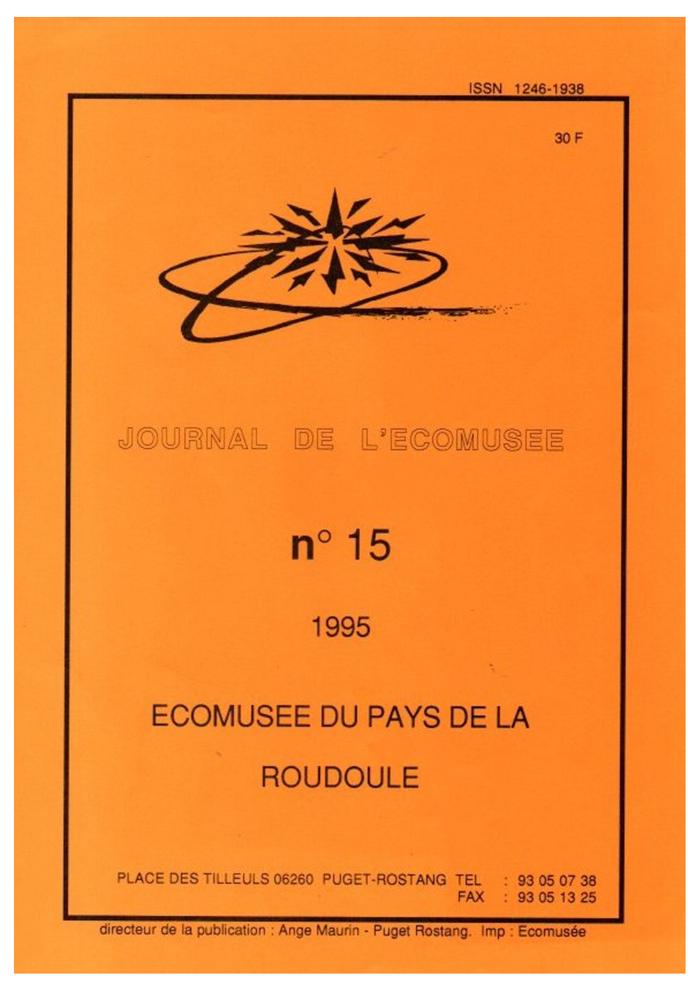 ISSN 1246-1938
30 F
JOURNAL DE L'ECOMUSEE
n° 15
1995
ECOMUSEE DU PAYS DE LA
ROUDOULE
PLACE DES TILLEULS 06260 PUGET-ROSTANG TEL : 93 05 07 38
FAX : 93 05 13 25
directeur de la publication : Ange Maurin - Puget Rostang. Imp : Ecomusée